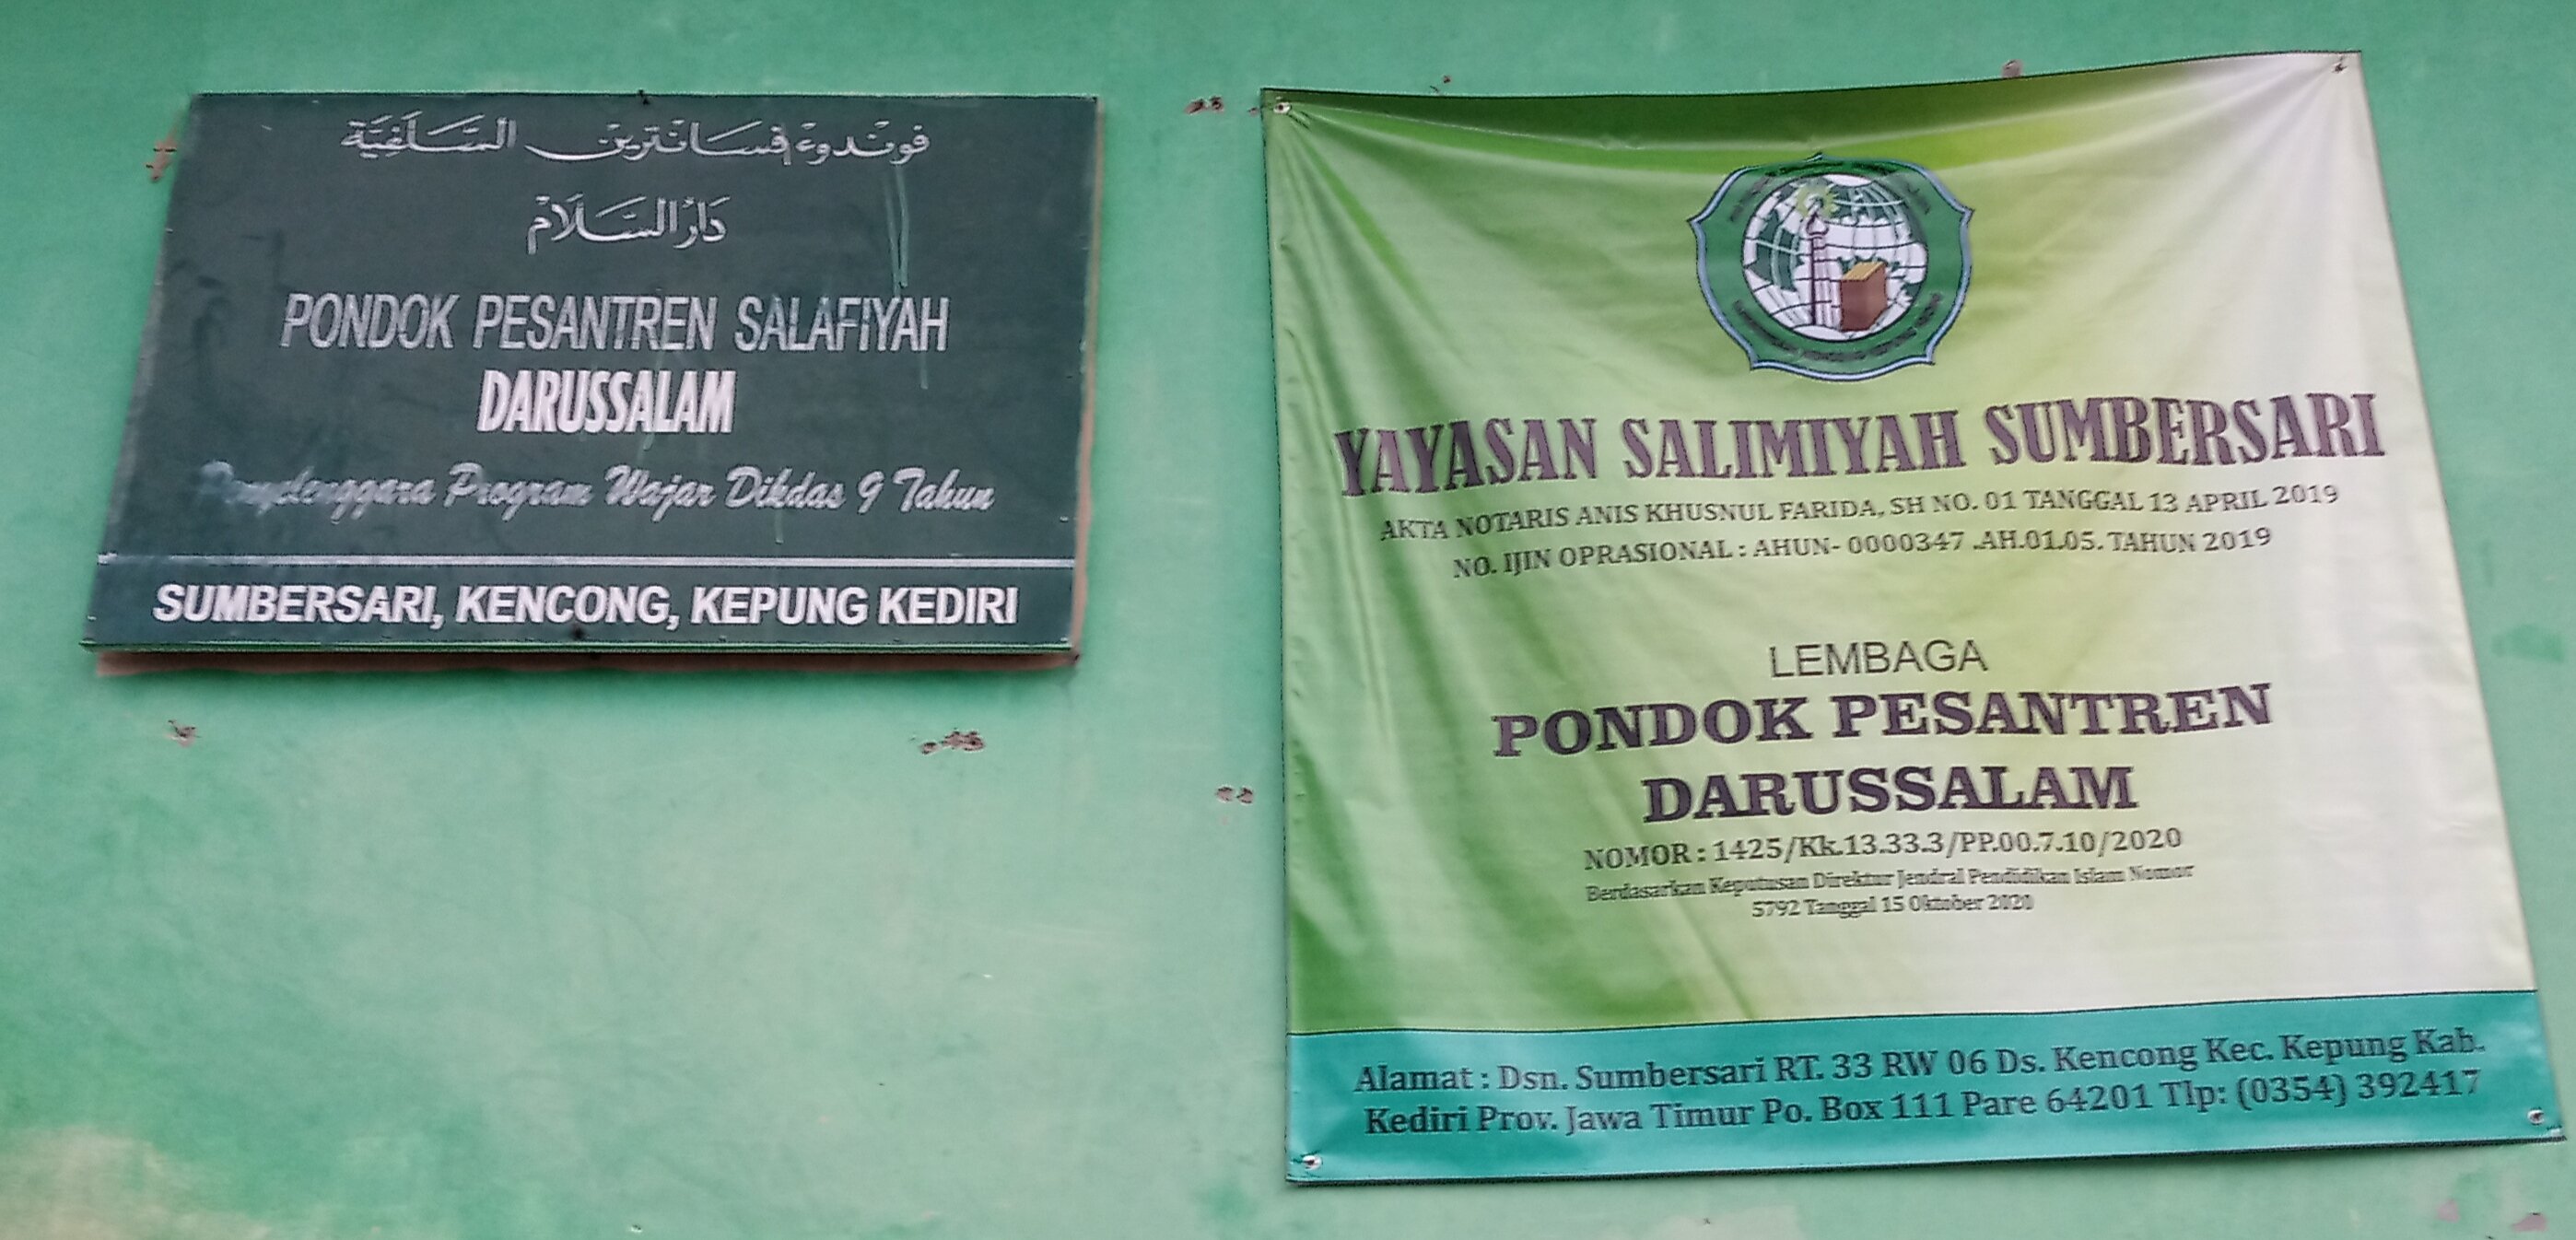 فوندوء فسانترين السَّلَفِيَّة
دَارُ السَّلَامْ
PONDOK PESANTREN SALAFIYAH
DARUSSALAM
Penyelenggara Program Wajar Dikdas 9 Tahun
SUMBERSARI, KENCONG, KEPUNG KEDIRI
YAYASAN SALIMIYAH SUMBERSARI
AKTA NOTARIS ANIS KHUSNUL FARIDA, SH NO. 01 TANGGAL 13 APRIL 2019
NO. IJIN OPRASIONAL : AHUN- 0000347 .AH.01.05. TAHUN 2019
LEMBAGA
PONDOK PESANTREN
DARUSSALAM
NOMOR : 1425/Kk.13.33.3/PP.00.7.10/2020
Berdasarkan Keputusan Direktur Jendral Pendidikan Islam Nomor
5792 Tanggal 15 Oktober 2020
Alamat : Dsn. Sumbersari RT. 33 RW 06 Ds. Kencong Kec. Kepung Kab.
Kediri Prov. Jawa Timur Po. Box 111 Pare 64201 Tlp: (0354) 392417